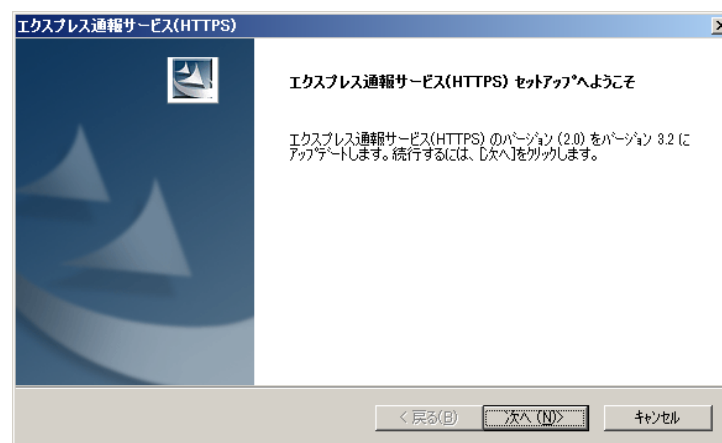 エクスプレス通報サービス(HTTPS)
エクスプレス通報サービス(HTTPS) セットアップへようこそ
エクスプレス通報サービス(HTTPS) のバージョン (2.0) をバージョン 3.2 に
アップデートします。続行するには、[次へ]をクリックします。
< 戻る(B)
次へ (N)>
キャンセル